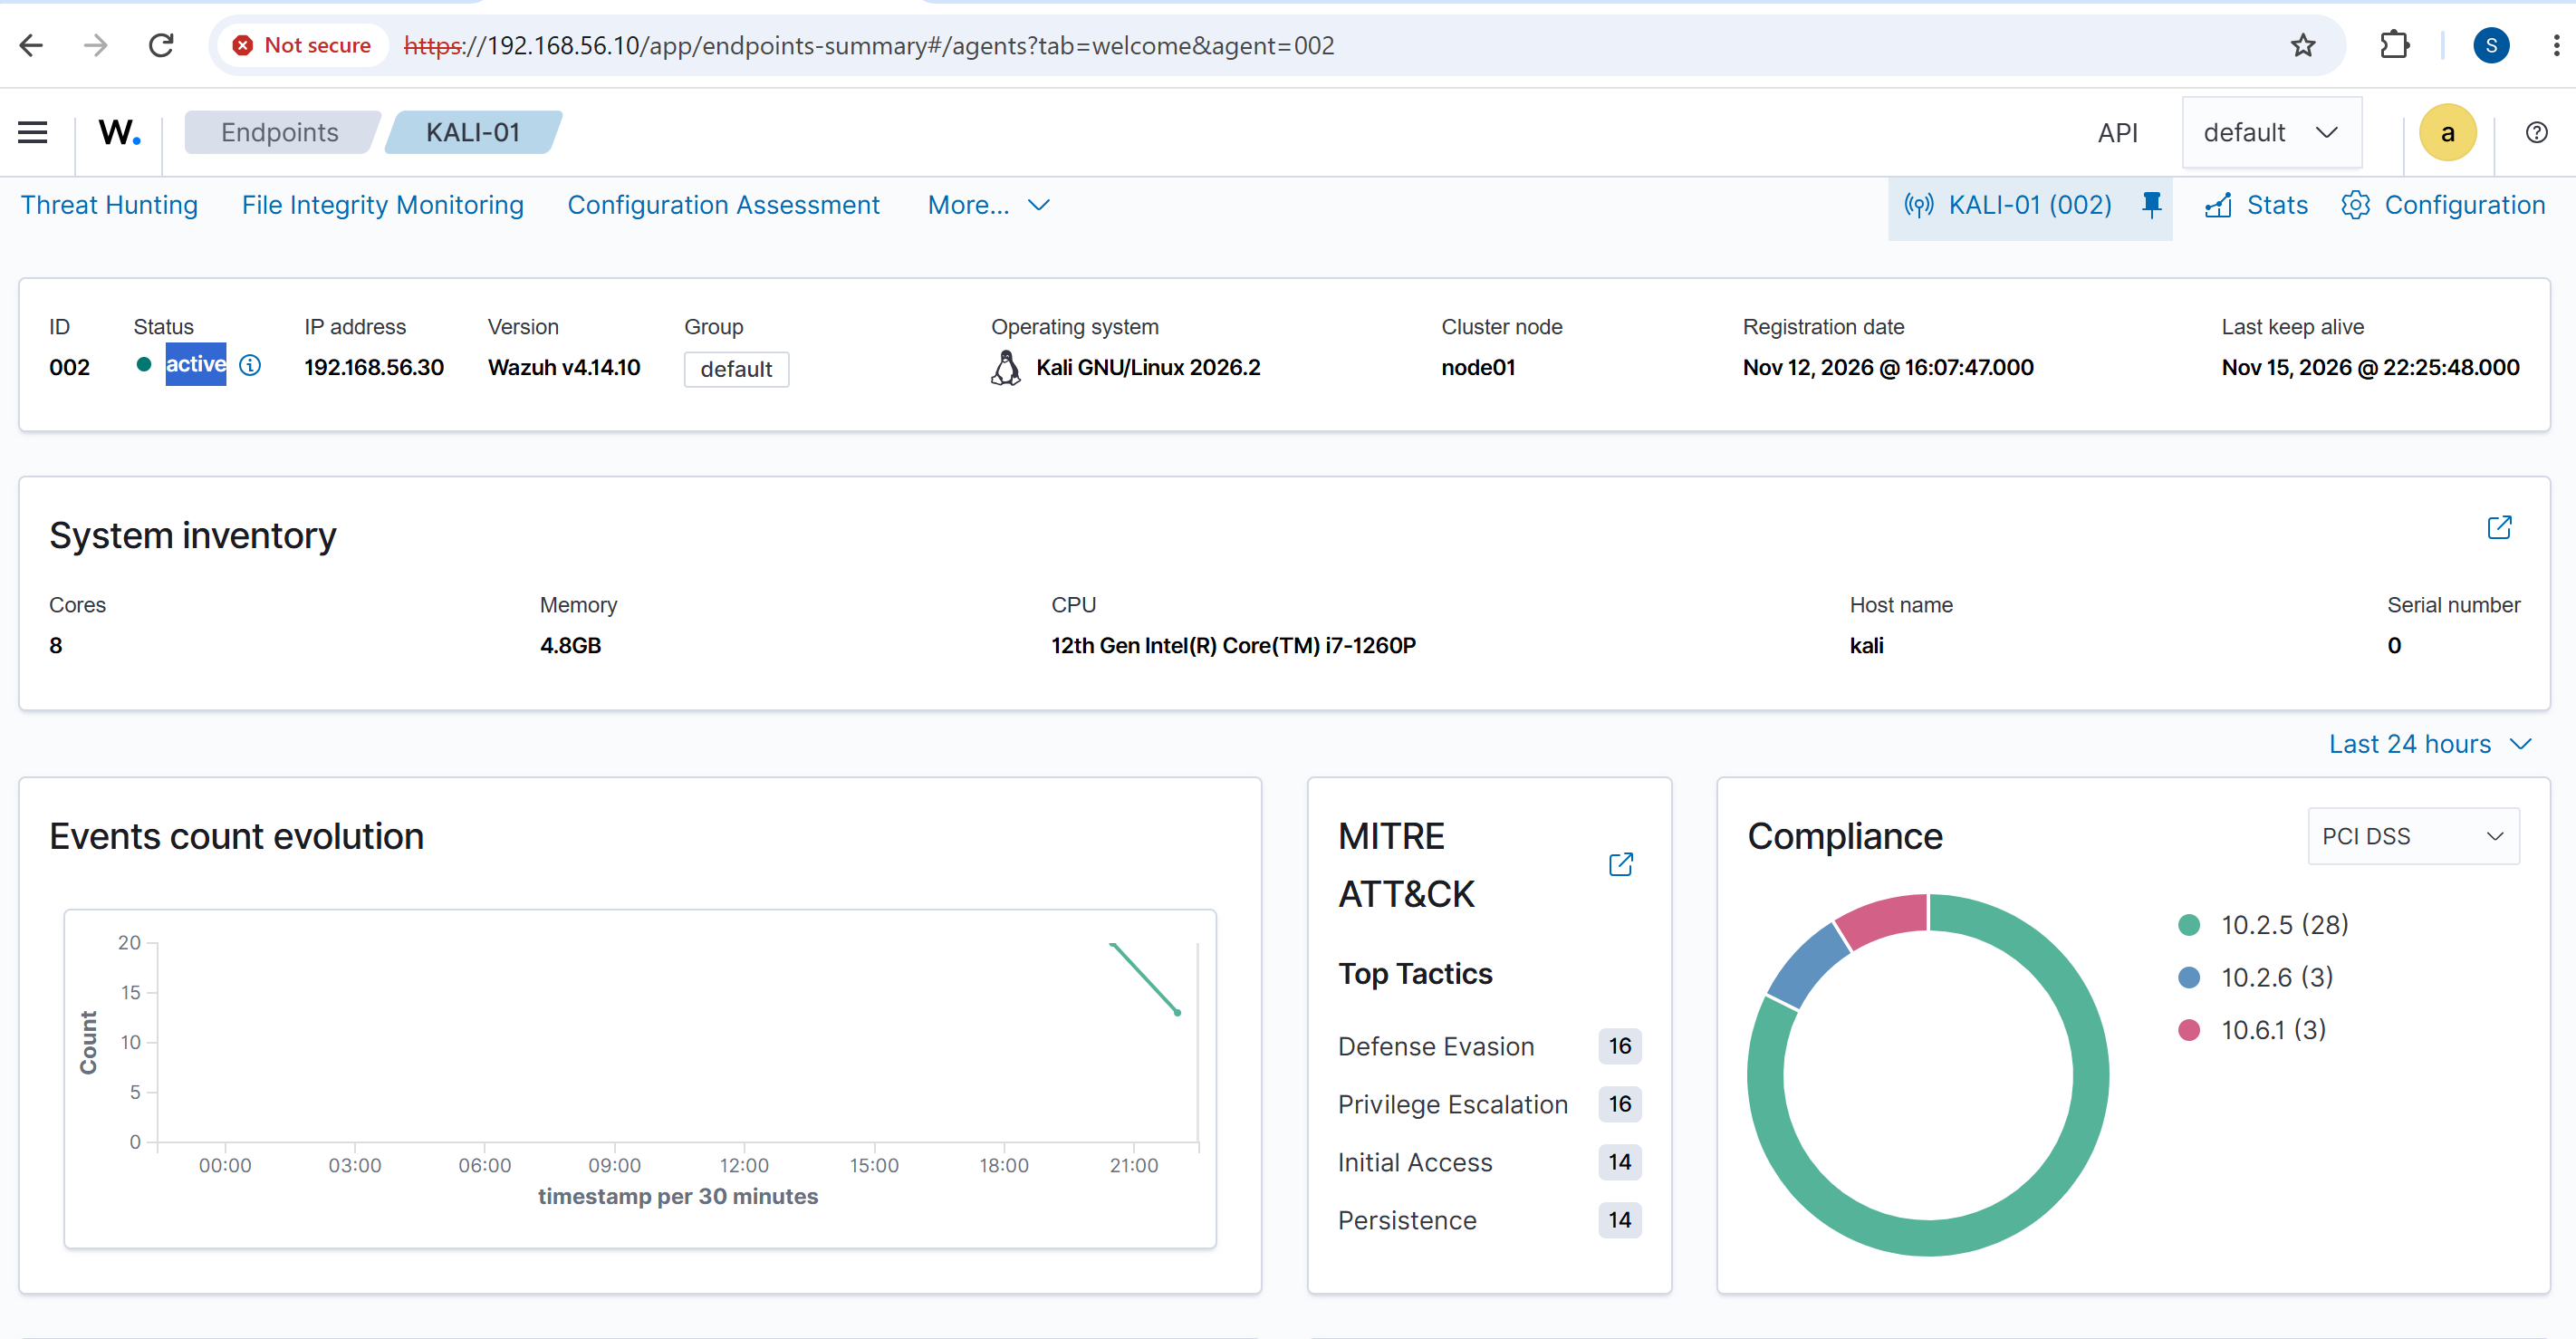 Not secure https://192.168.56.10/app/endpoints-summary#/agents?tab=welcome&agent=002 S
W. Endpoints KALI-01 API default a ?
Threat Hunting File Integrity Monitoring Configuration Assessment More... KALI-01 (002) Stats Configuration
ID Status IP address Version Group Operating system Cluster node Registration date Last keep alive
002 active 192.168.56.30 Wazuh v4.14.10 default Kali GNU/Linux 2026.2 node01 Nov 12, 2026 @ 16:07:47.000 Nov 15, 2026 @ 22:25:48.000
System inventory
Cores Memory CPU Host name Serial number
8 4.8GB 12th Gen Intel(R) Core(TM) i7-1260P kali 0
Last 24 hours
Events count evolution
20
15
10
5
0
Count
00:00 03:00 06:00 09:00 12:00 15:00 18:00 21:00
timestamp per 30 minutes
MITRE
ATT&CK
Top Tactics
Defense Evasion 16
Privilege Escalation 16
Initial Access 14
Persistence 14
Compliance PCI DSS
10.2.5 (28)
10.2.6 (3)
10.6.1 (3)